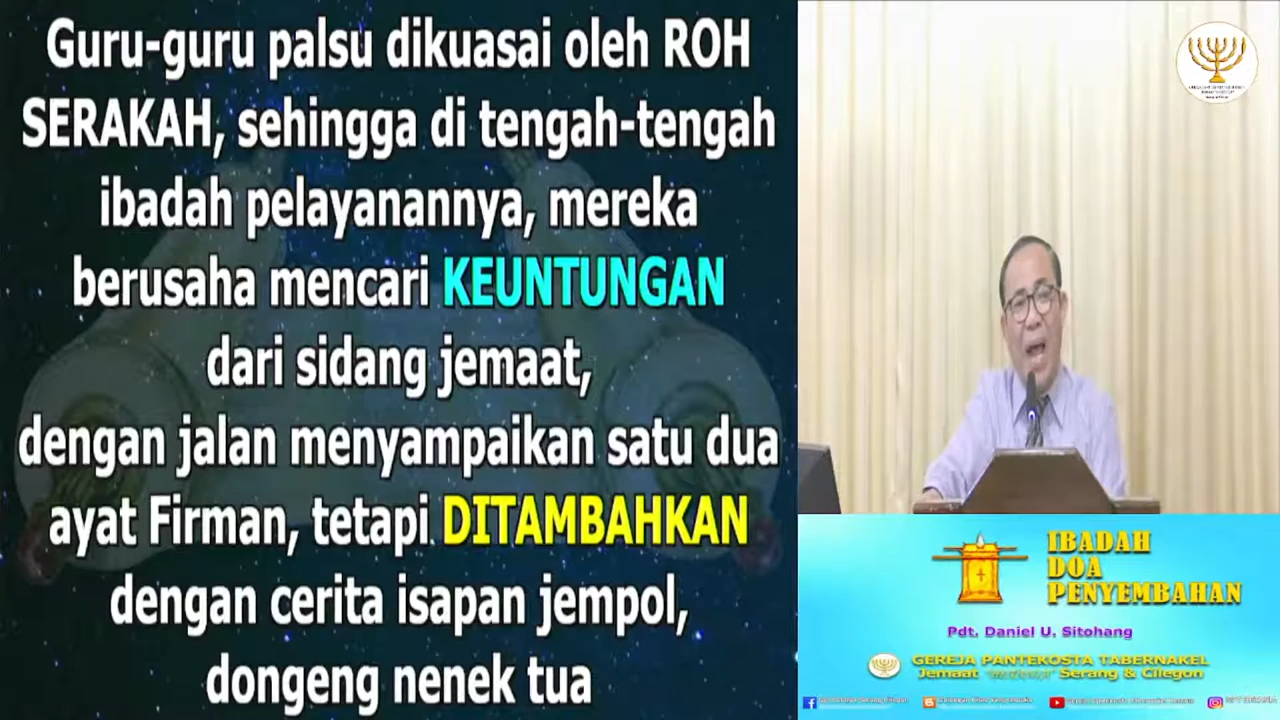 Guru-guru palsu dikuasai oleh ROH
SERAKAH, sehingga di tengah-tengah
ibadah pelayanannya, mereka
berusaha mencari KEUNTUNGAN
dari sidang jemaat,
dengan jalan menyampaikan satu dua
ayat Firman, tetapi DITAMBAHKAN
dengan cerita isapan jempol,
dongeng nenek tua
IBADAH
DOA
PENYEMBAHAN
Pdt. Daniel U. Sitohang
GEREJA PANTEKOSTA TABERNAKEL
Jemaat Serang & Cilegon